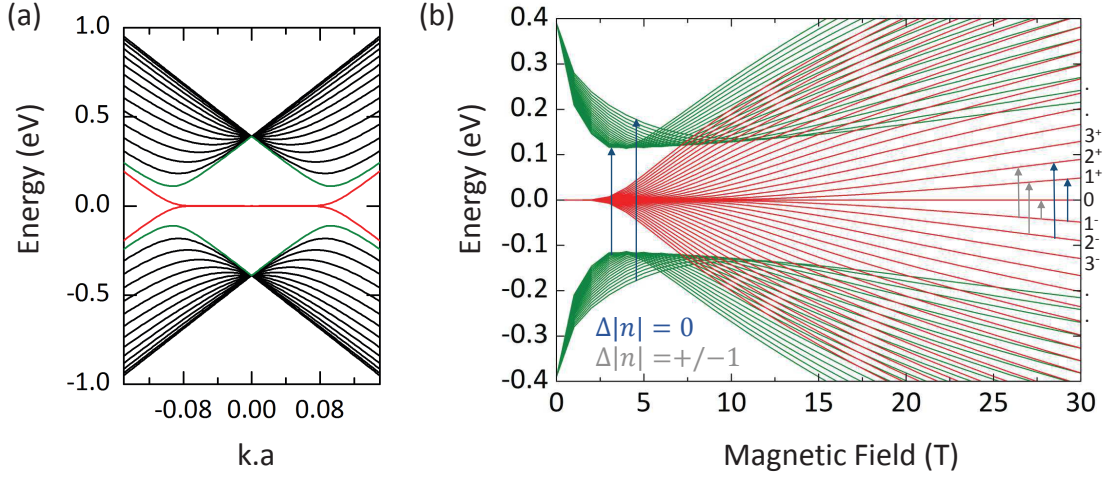 (a)
1.0
0.5
0.0
-0.5
-1.0
Energy (eV)
-0.08 0.00 0.08
k.a
(b)
0.4
0.3
0.2
0.1
0.0
-0.1
-0.2
-0.3
-0.4
Energy (eV)
Δ|n| = 0
Δ|n| =+/−1
.
.
3+
2+
1+
0
1-
2-
3-
.
.
0 5 10 15 20 25 30
Magnetic Field (T)